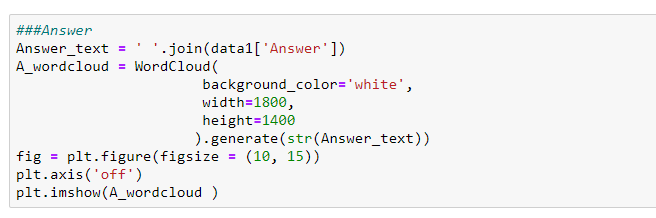 ###Answer
Answer_text = ' '.join(data1['Answer'])
A_wordcloud = WordCloud(
                     background_color='white',
                     width=1800,
                     height=1400
                    ).generate(str(Answer_text))
fig = plt.figure(figsize = (10, 15))
plt.axis('off')
plt.imshow(A_wordcloud )